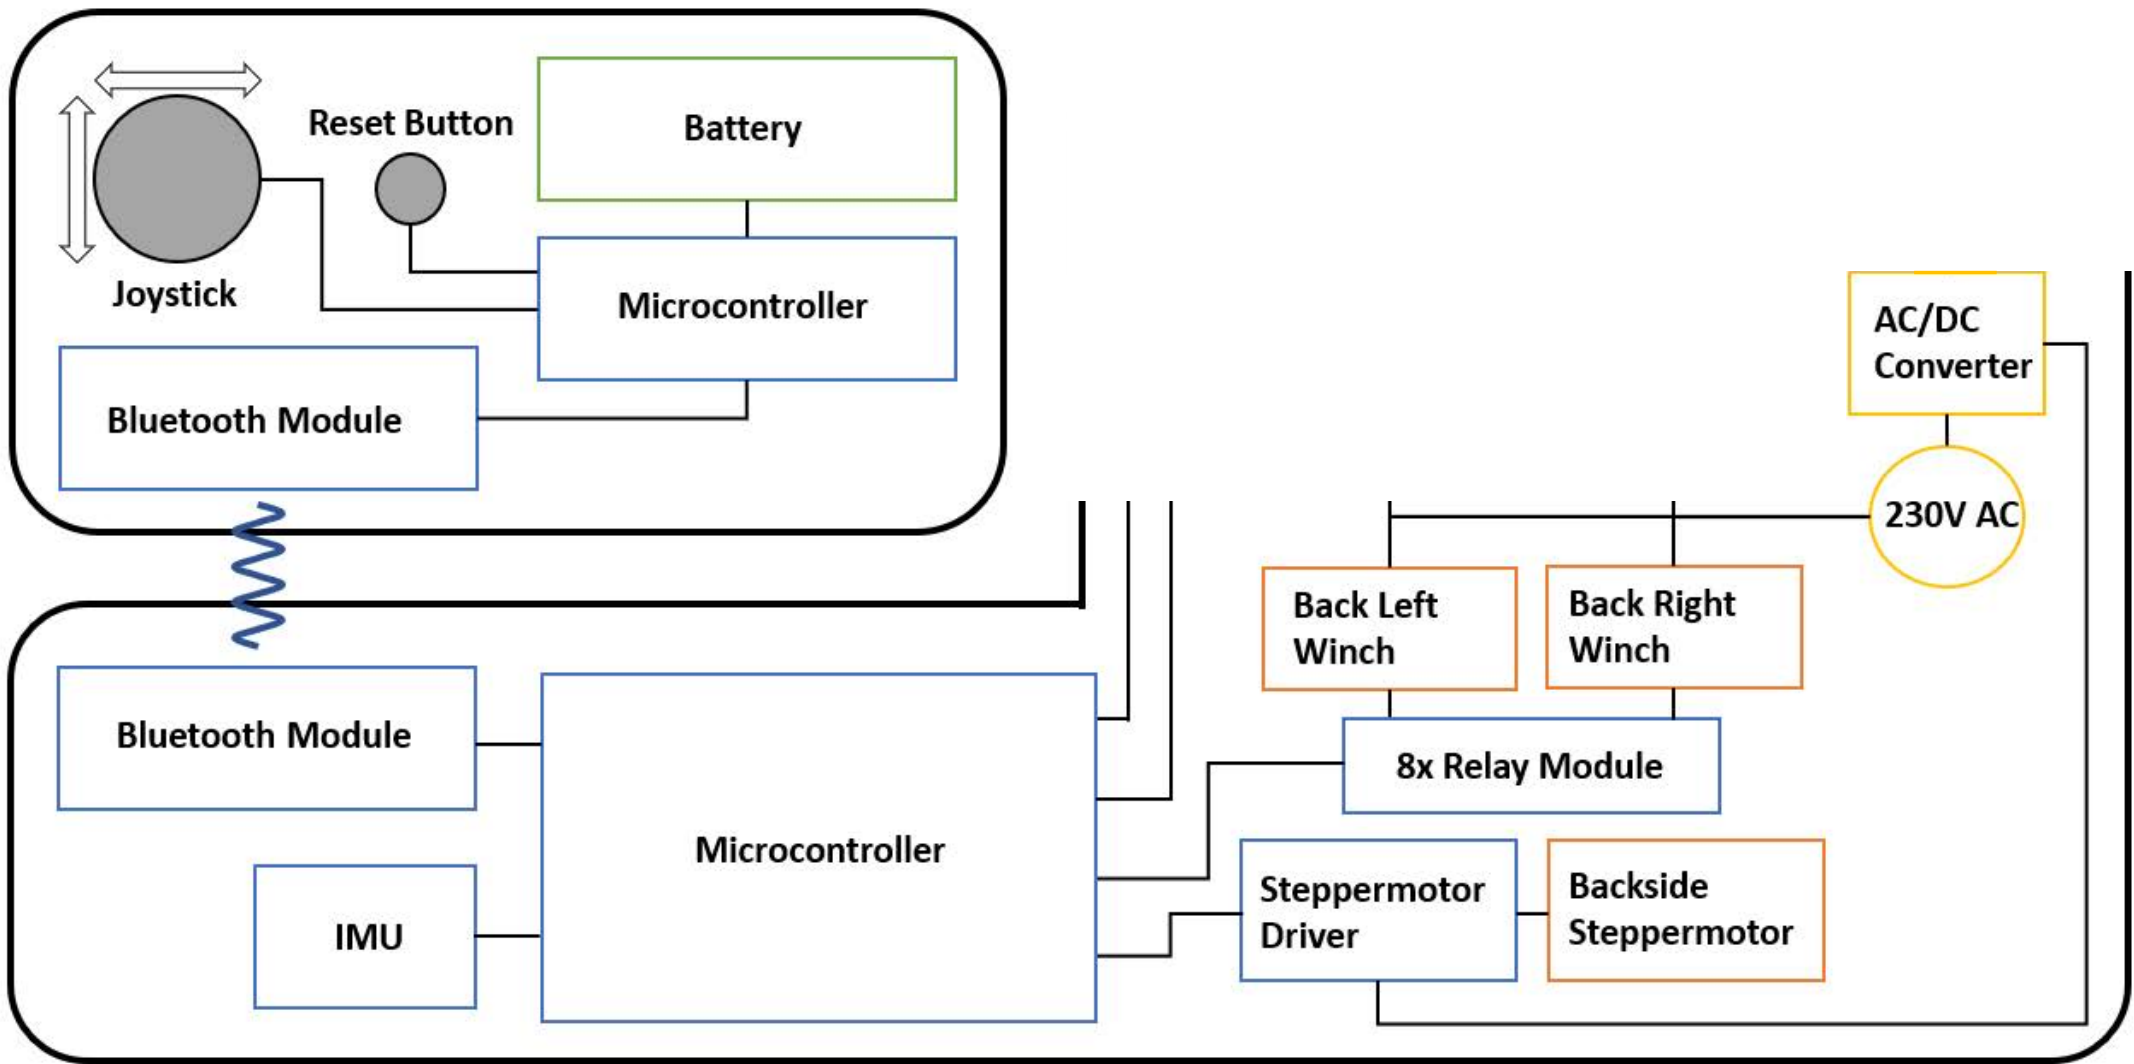 Reset Button
Battery
Joystick
Microcontroller
Bluetooth Module
AC/DC
Converter
230V AC
Back Left
Winch
Back Right
Winch
Bluetooth Module
8x Relay Module
Microcontroller
IMU
Steppermotor
Driver
Backside
Steppermotor